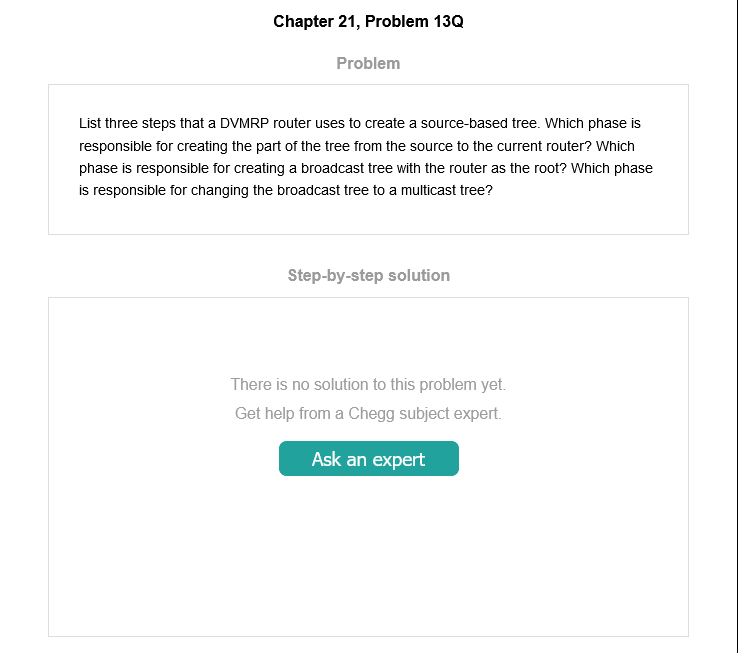 Chapter 21, Problem 13Q
Problem
List three steps that a DVMRP router uses to create a source-based tree. Which phase is
responsible for creating the part of the tree from the source to the current router? Which
phase is responsible for creating a broadcast tree with the router as the root? Which phase
is responsible for changing the broadcast tree to a multicast tree?
Step-by-step solution
There is no solution to this problem yet.
Get help from a Chegg subject expert.
Ask an expert